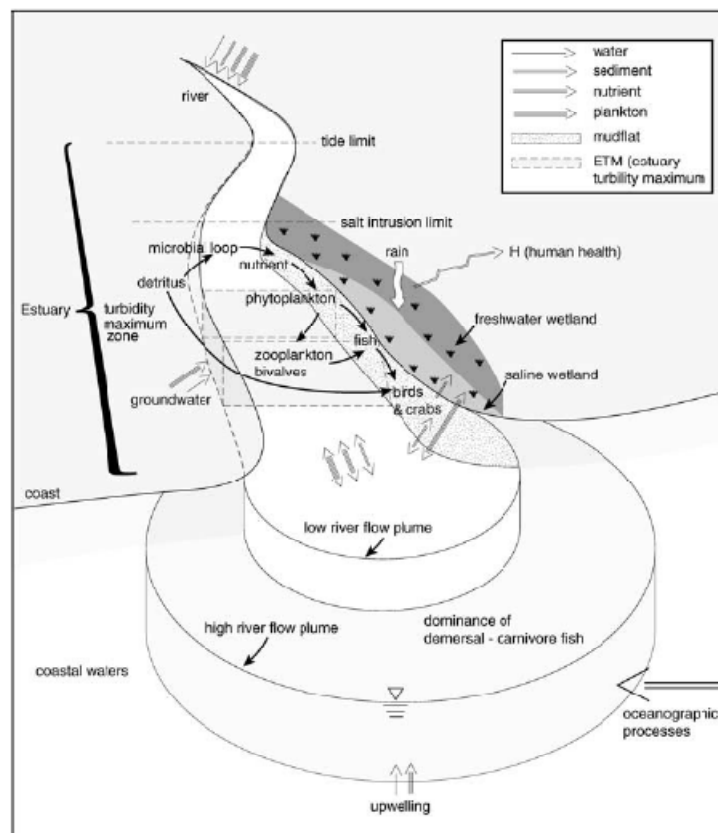 water
sediment
nutrient
plankton
mudflat
ETM (estuary
turbility maximum
river
tide limit
salt intrusion limit
microbia loop
rain
H (human health)
nutrient
detritus
phytoplankton
Estuary
turbidity
maximum
zone
freshwater wetland
fish
zooplankton
bivalves
saline wetland
birds
& crabs
groundwater
coast
low river flow plume
dominance of
demersal - carnivore fish
high river flow plume
coastal waters
oceanographic
processes
upwelling